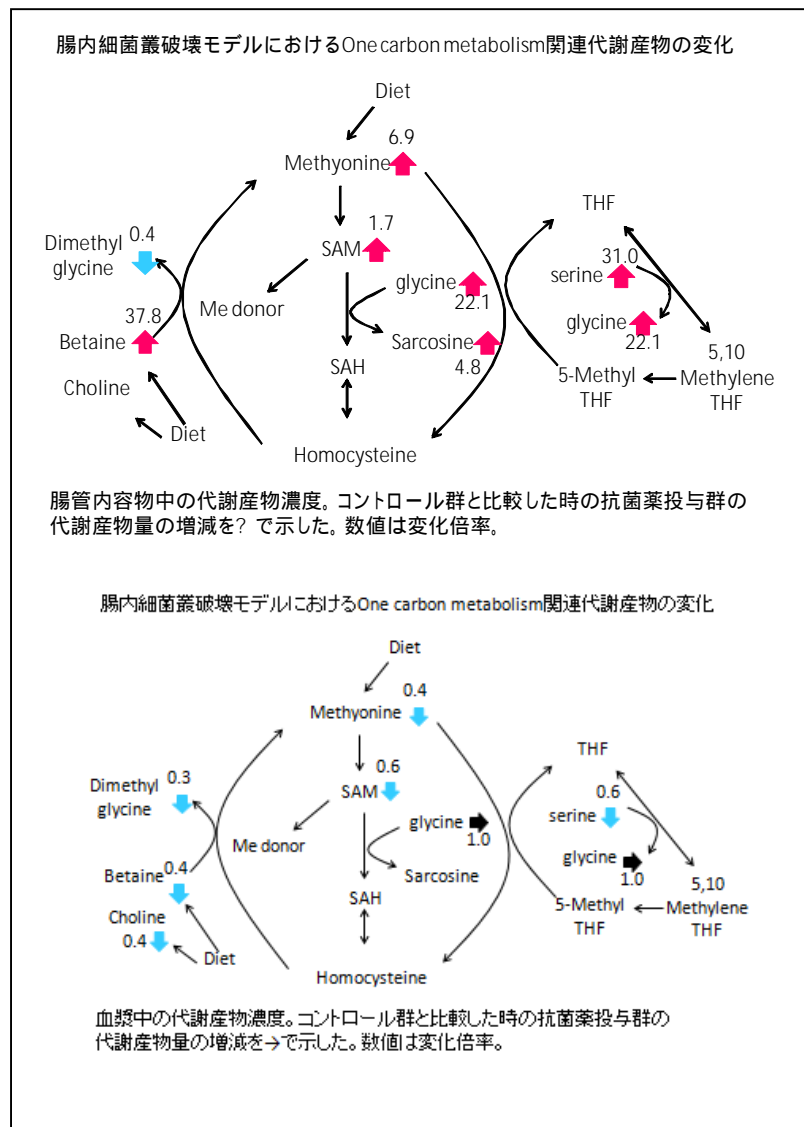 腸内細菌叢破壊モデルにおけるOne carbon metabolism関連代謝産物の変化
Diet
6.9
Methyonine
THF
Dimethyl
glycine
0.4
1.7
SAM
31.0
serine
glycine
22.1
Me donor
37.8
Betaine
glycine
22.1
Sarcosine
4.8
SAH
5,10
Methylene
THF
5-Methyl
THF
Choline
Diet
Homocysteine
腸管内容物中の代謝産物濃度。コントロール群と比較した時の抗菌薬投与群の
代謝産物量の増減を? で示した。数値は変化倍率。
腸内細菌叢破壊モデルにおけるOne carbon metabolism関連代謝産物の変化
Diet
0.4
Methyonine
THF
Dimethyl
glycine
0.3
0.6
SAM
0.6
serine
glycine
1.0
Me donor
glycine
1.0
Betaine
0.4
Sarcosine
5,10
Methylene
THF
SAH
5-Methyl
THF
Choline
0.4
Diet
Homocysteine
血漿中の代謝産物濃度。コントロール群と比較した時の抗菌薬投与群の
代謝産物量の増減を→で示した。数値は変化倍率。